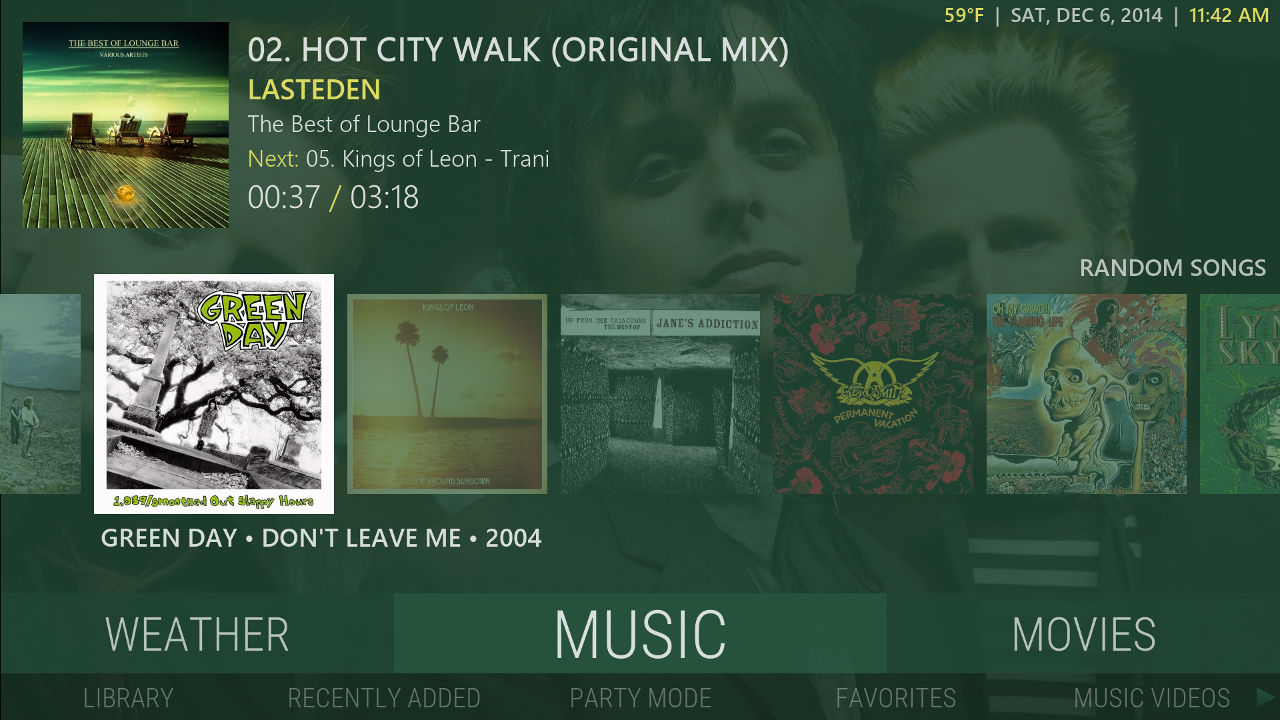 59°F | SAT, DEC 6, 2014 | 11:42 AM
THE BEST OF LOUNGE BAR
VARIOUS ARTISTS
02. HOT CITY WALK (ORIGINAL MIX)
LASTEDEN
The Best of Lounge Bar
Next: 05. Kings of Leon - Trani
00:37 / 03:18
RANDOM SONGS
GREEN DAY
1,039/Smoothed Out Slappy Hours
KINGS OF LEON
COME AROUND SUNDOWN
UP FROM THE CATACOMBS
THE BEST OF
JANE'S ADDICTION
AEROSMITH
PERMANENT VACATION
THE FLAMING LIPS
GREEN DAY • DON'T LEAVE ME • 2004
WEATHER
MUSIC
MOVIES
LIBRARY
RECENTLY ADDED
PARTY MODE
FAVORITES
MUSIC VIDEOS